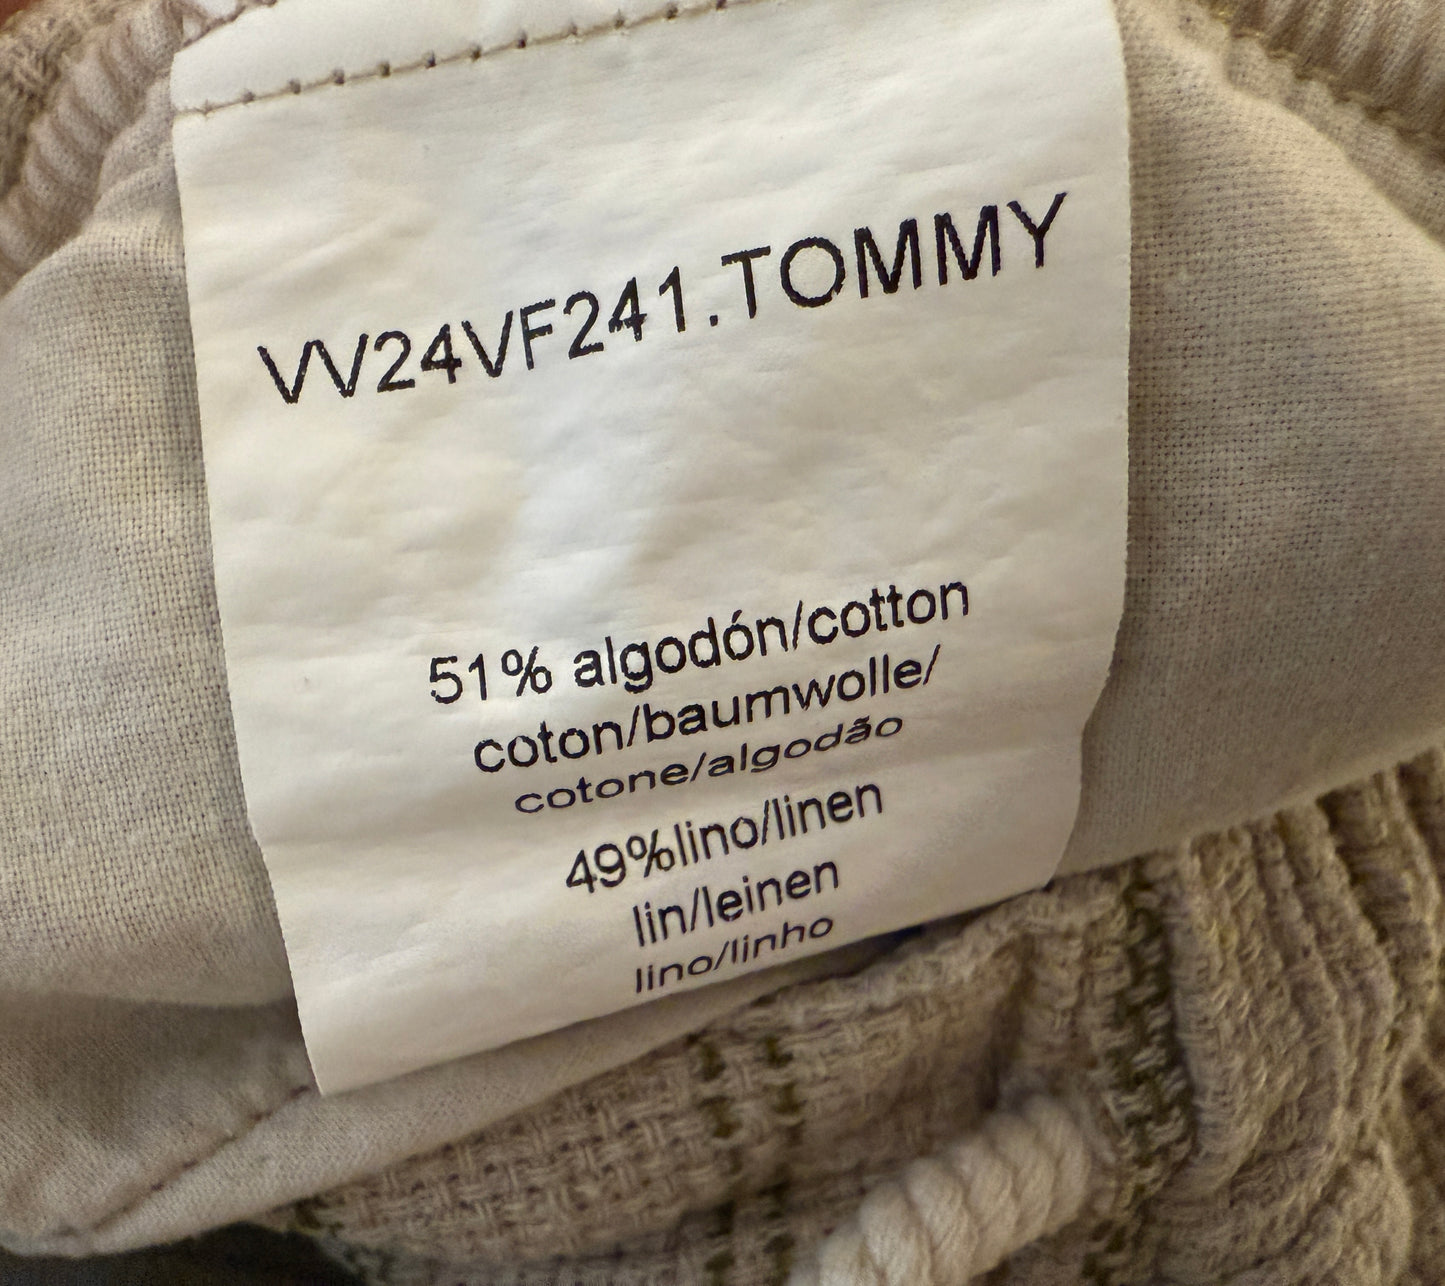 VV24VF241.TOMMY
51% algodón/cotton
coton/baumwolle/
cotone/algodão
49%lino/linen
lin/leinen
lino/linho